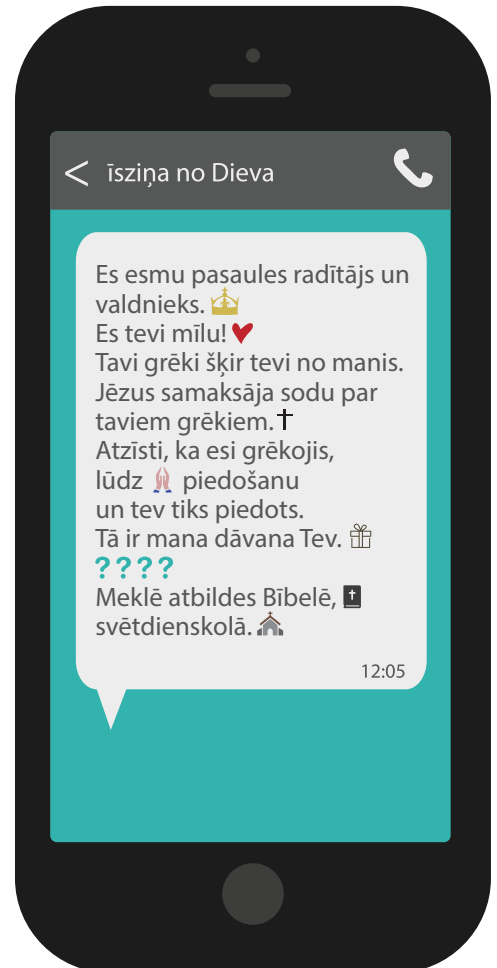 < īsziņa no Dieva
Es esmu pasaules radītājs un
valdnieks.
Es tevi mīlu!
Tavi grēki šķir tevi no manis.
Jēzus samaksāja sodu par
taviem grēkiem.
Atzīsti, ka esi grēkojis,
lūdz piedošanu
un tev tiks piedots.
Tā ir mana dāvana Tev.
????
Meklē atbildes Bībelē,
svētdienskolā.
12:05